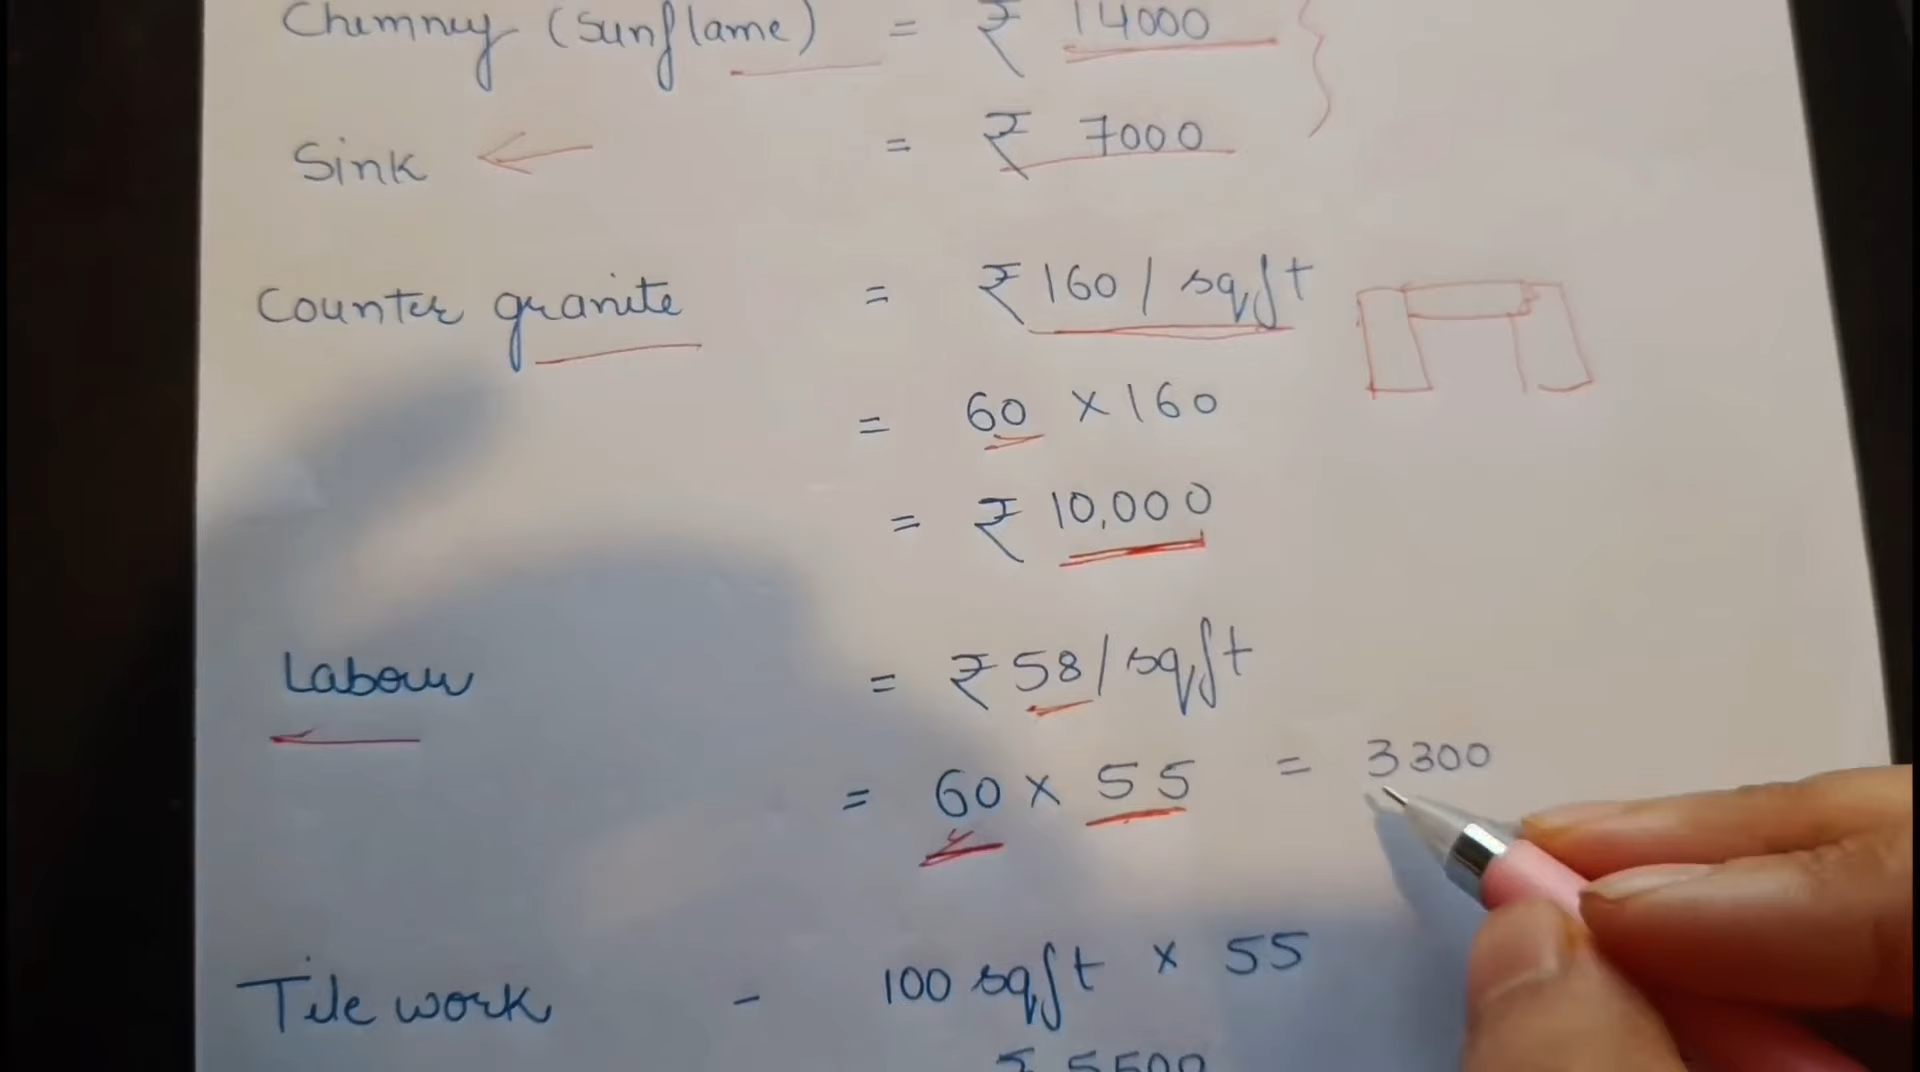 Chimney (Sunflame) = ₹ 14000
Sink = ₹ 7000
Counter granite = ₹ 160 / sqft
= 60 × 160
= ₹ 10,000
Labour = ₹ 58 / sqft
= 60 × 55 = 3300
Tile work - 100 sqft × 55
₹ 5500